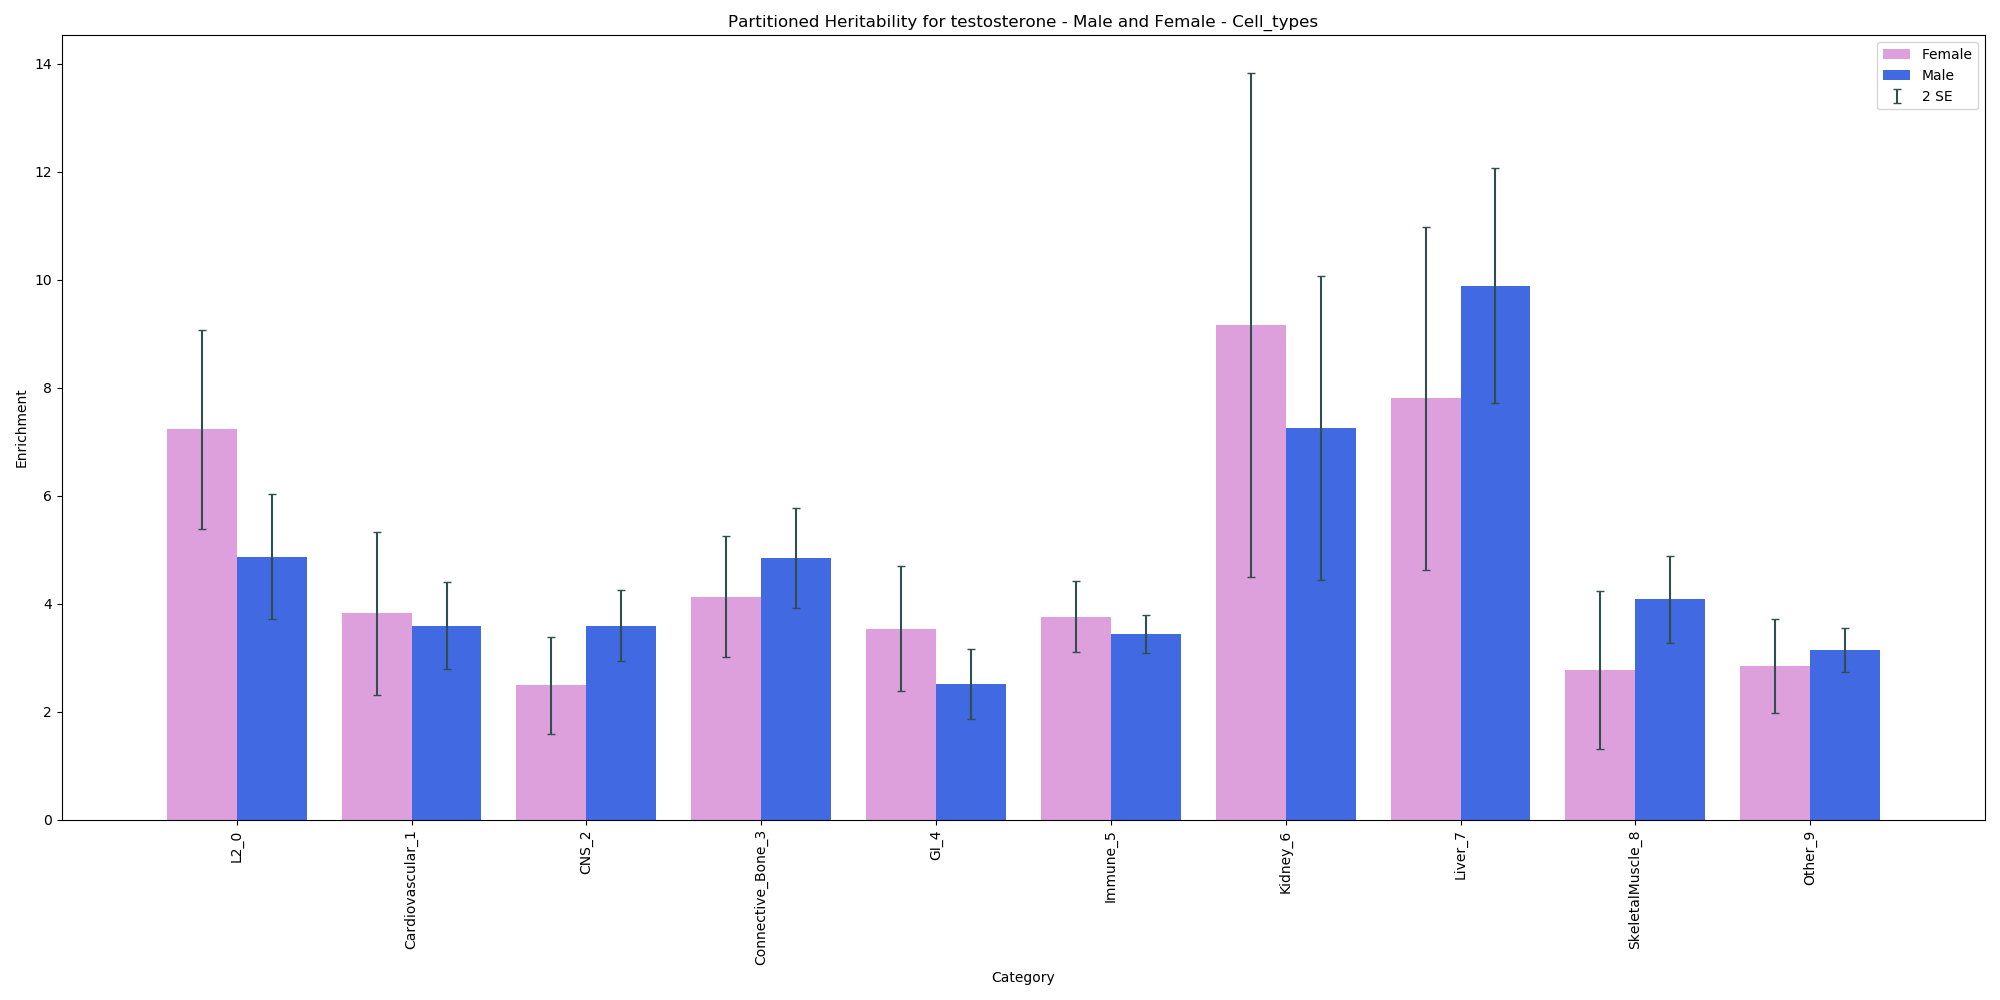 Partitioned Heritability for testosterone - Male and Female - Cell_types
Female
Male
2 SE
Enrichment
14
12
10
8
6
4
2
0
L2_0
Cardiovascular_1
CNS_2
Connective_Bone_3
GI_4
Immune_5
Kidney_6
Liver_7
SkeletalMuscle_8
Other_9
Category